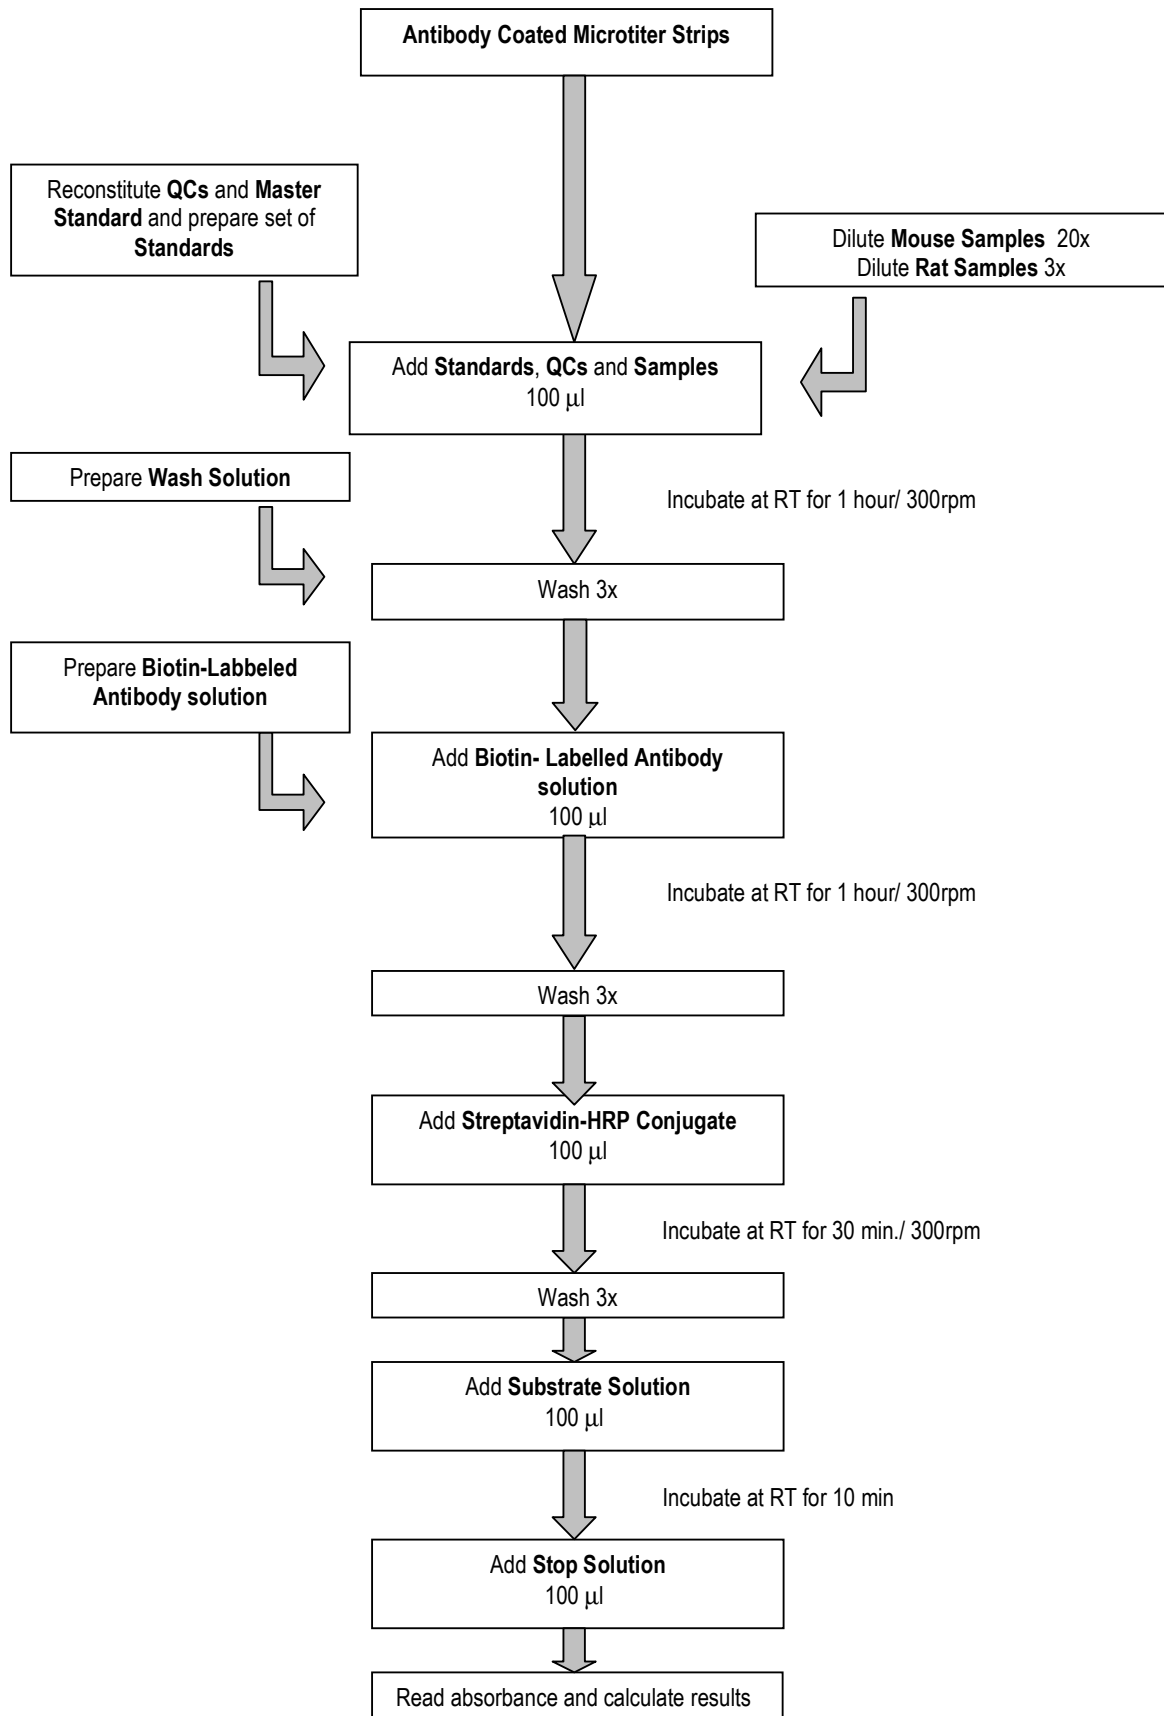 Antibody Coated Microtiter Strips
Reconstitute QCs and Master
Standard and prepare set of
Standards
Dilute Mouse Samples 20x
Dilute Rat Samples 3x
Add Standards, QCs and Samples
100 µl
Prepare Wash Solution
Incubate at RT for 1 hour/ 300rpm
Wash 3x
Prepare Biotin-Labbeled
Antibody solution
Add Biotin- Labelled Antibody
solution
100 µl
Incubate at RT for 1 hour/ 300rpm
Wash 3x
Add Streptavidin-HRP Conjugate
100 µl
Incubate at RT for 30 min./ 300rpm
Wash 3x
Add Substrate Solution
100 µl
Incubate at RT for 10 min
Add Stop Solution
100 µl
Read absorbance and calculate results